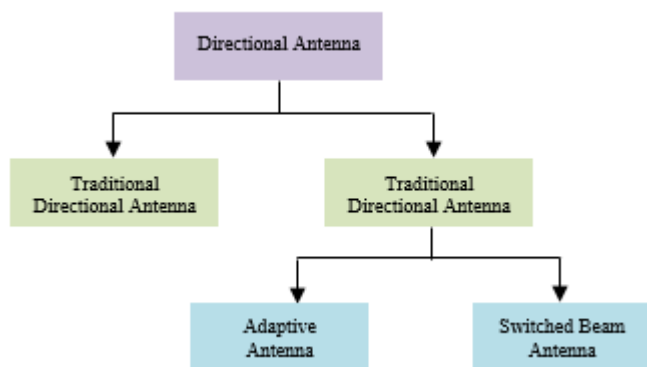 Directional Antenna
Traditional
Directional Antenna
Traditional
Directional Antenna
Adaptive
Antenna
Switched Beam
Antenna